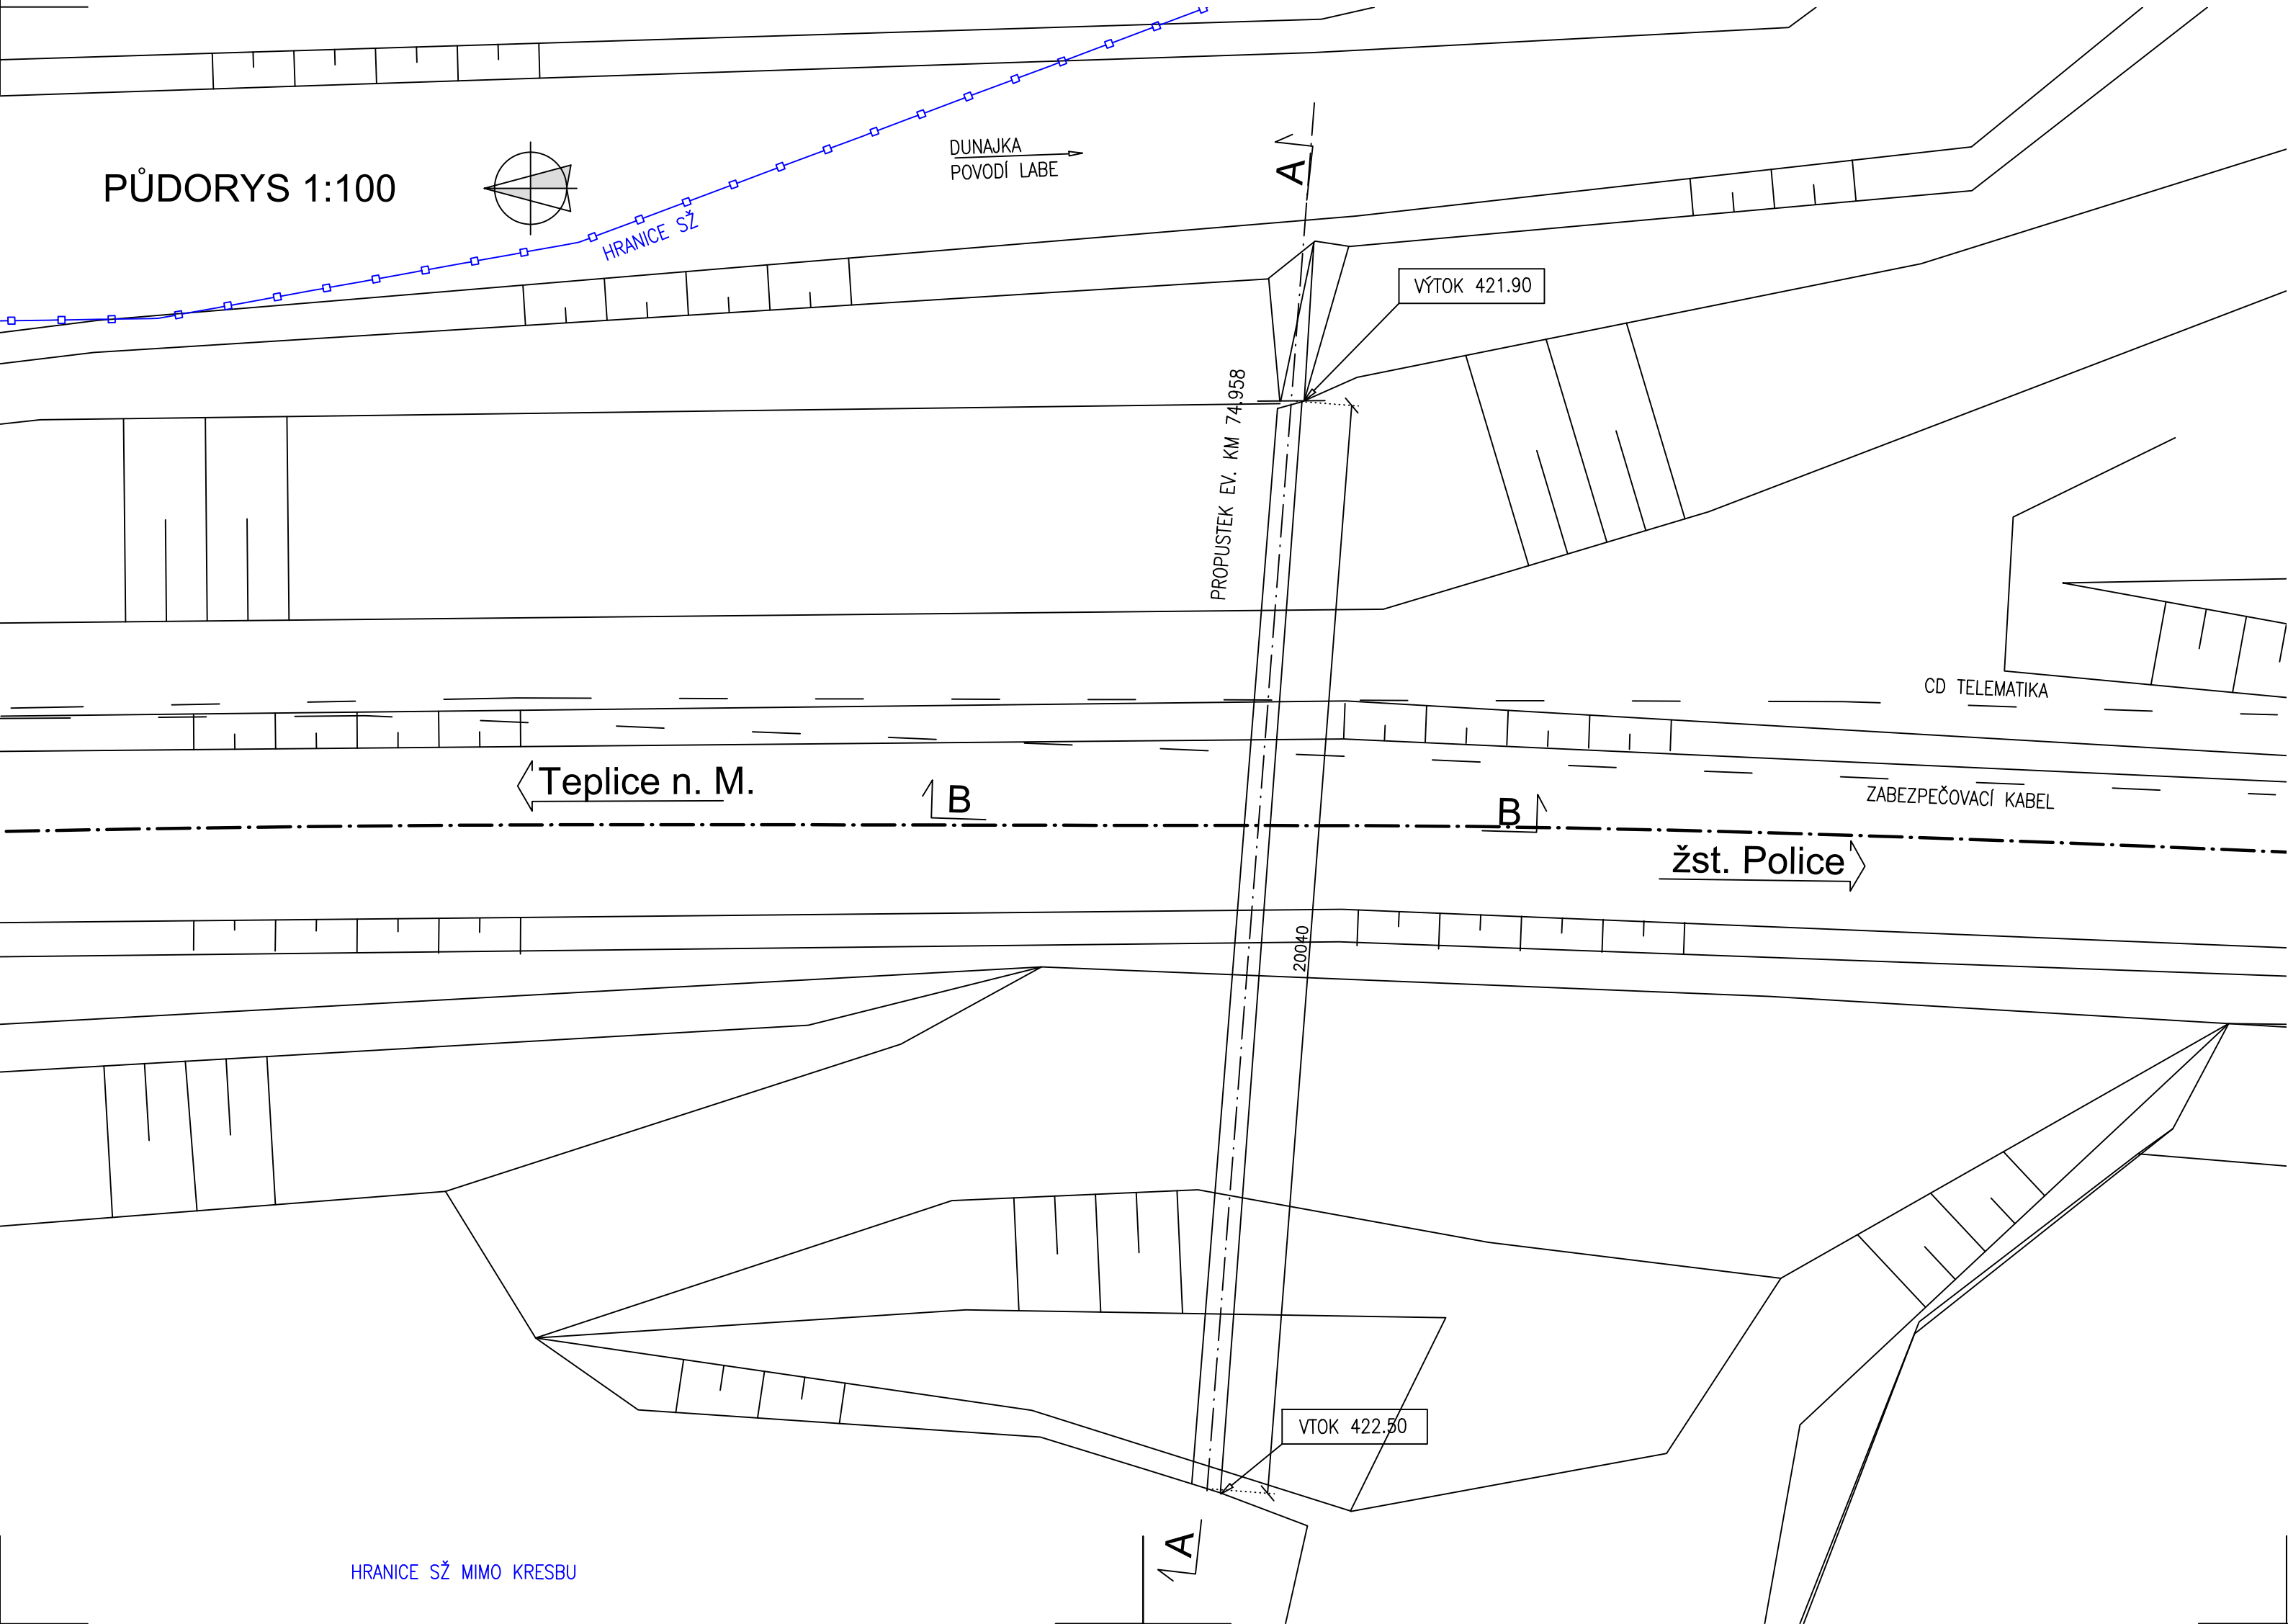 PŮDORYS 1:100
DUNAJKA
POVODÍ LABE
A
HRANICE SŽ
VÝTOK 421.90
PROPUSTEK EV. KM 74.958
CD TELEMATIKA
Teplice n. M.
B
B
ZABEZPEČOVACÍ KABEL
žst. Police
20040
VTOK 422.50
A
HRANICE SŽ MIMO KRESBU